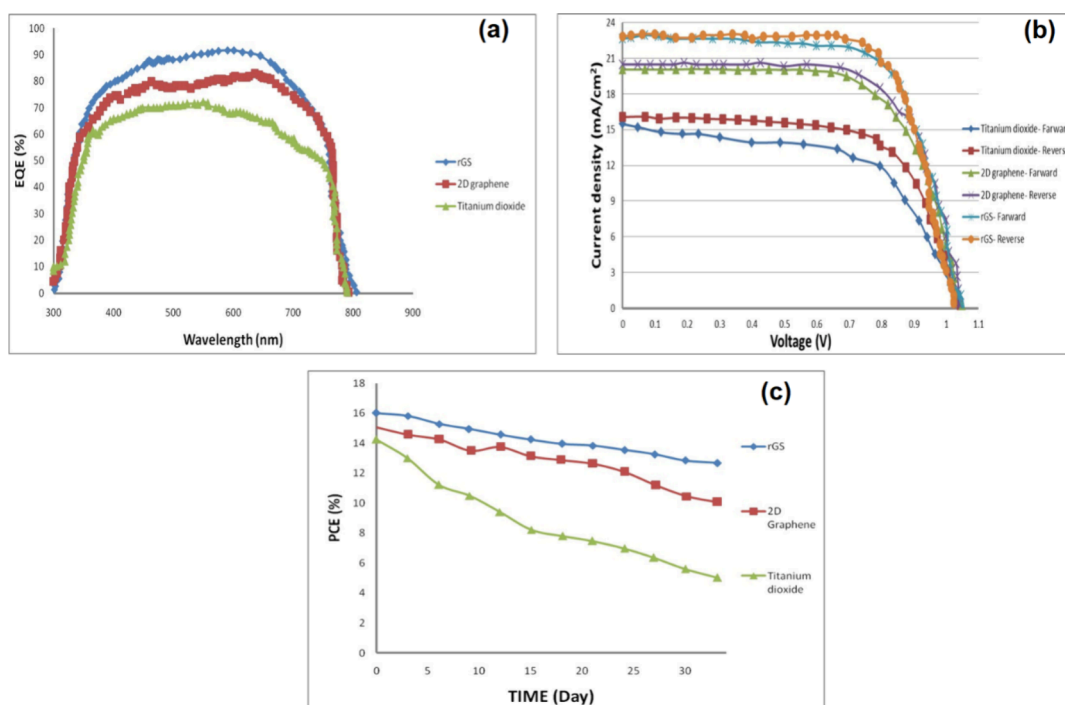 (a)
100
90
80
70
60
50
40
30
20
10
0
EQE (%)
300 400 500 600 700 800 900
Wavelength (nm)
rGS
2D graphene
Titanium dioxide
(b)
24
21
18
15
12
9
6
3
0
Current density (mA/cm²)
0 0.1 0.2 0.3 0.4 0.5 0.6 0.7 0.8 0.9 1 1.1
Voltage (V)
Titanium dioxide- Farward
Titanium dioxide- Reverse
2D graphene- Farward
2D graphene- Reverse
rGS- Farward
rGS- Reverse
(c)
18
16
14
12
10
8
6
4
2
0
PCE (%)
0 5 10 15 20 25 30
TIME (Day)
rGS
2D
Graphene
Titanium
dioxide